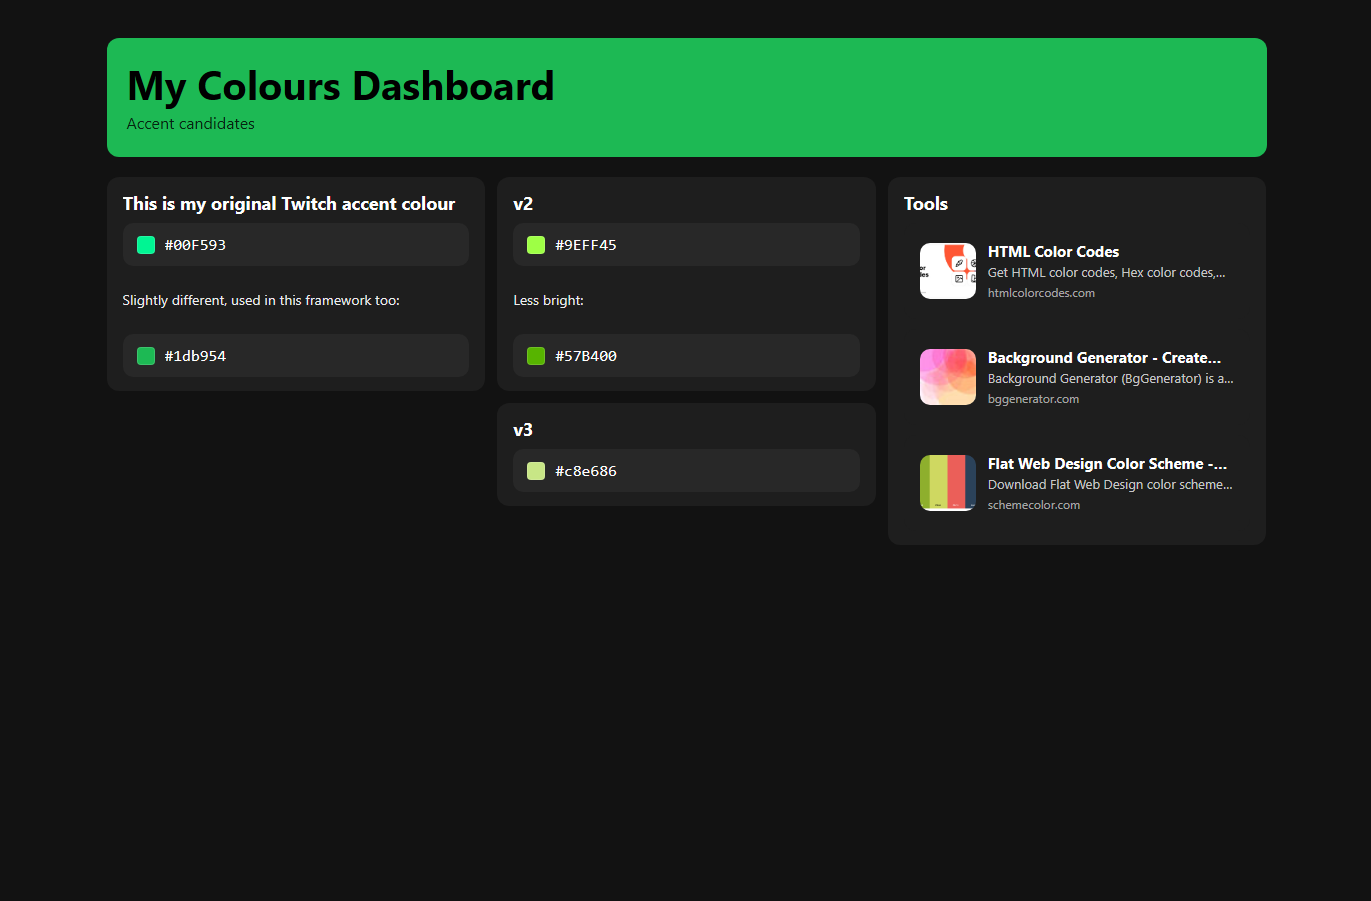 My Colours Dashboard
Accent candidates
This is my original Twitch accent colour
#00F593
Slightly different, used in this framework too:
#1db954
v2
#9EFF45
Less bright:
#57B400
v3
#c8e686
Tools
HTML Color Codes
Get HTML color codes, Hex color codes,...
htmlcolorcodes.com
Background Generator - Create...
Background Generator (BgGenerator) is a...
bggenerator.com
Flat Web Design Color Scheme -...
Download Flat Web Design color scheme...
schemecolor.com